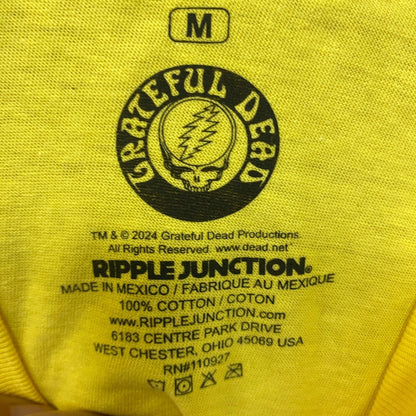 M
GRATEFUL DEAD
TM & © 2024 Grateful Dead Productions.
All Rights Reserved. www.dead.net
RIPPLE JUNCTION®
MADE IN MEXICO / FABRIQUE AU MEXIQUE
100% COTTON / COTON
www.RIPPLEJUNCTION.com
6183 CENTRE PARK DRIVE
WEST CHESTER, OHIO 45069 USA
RN#110927